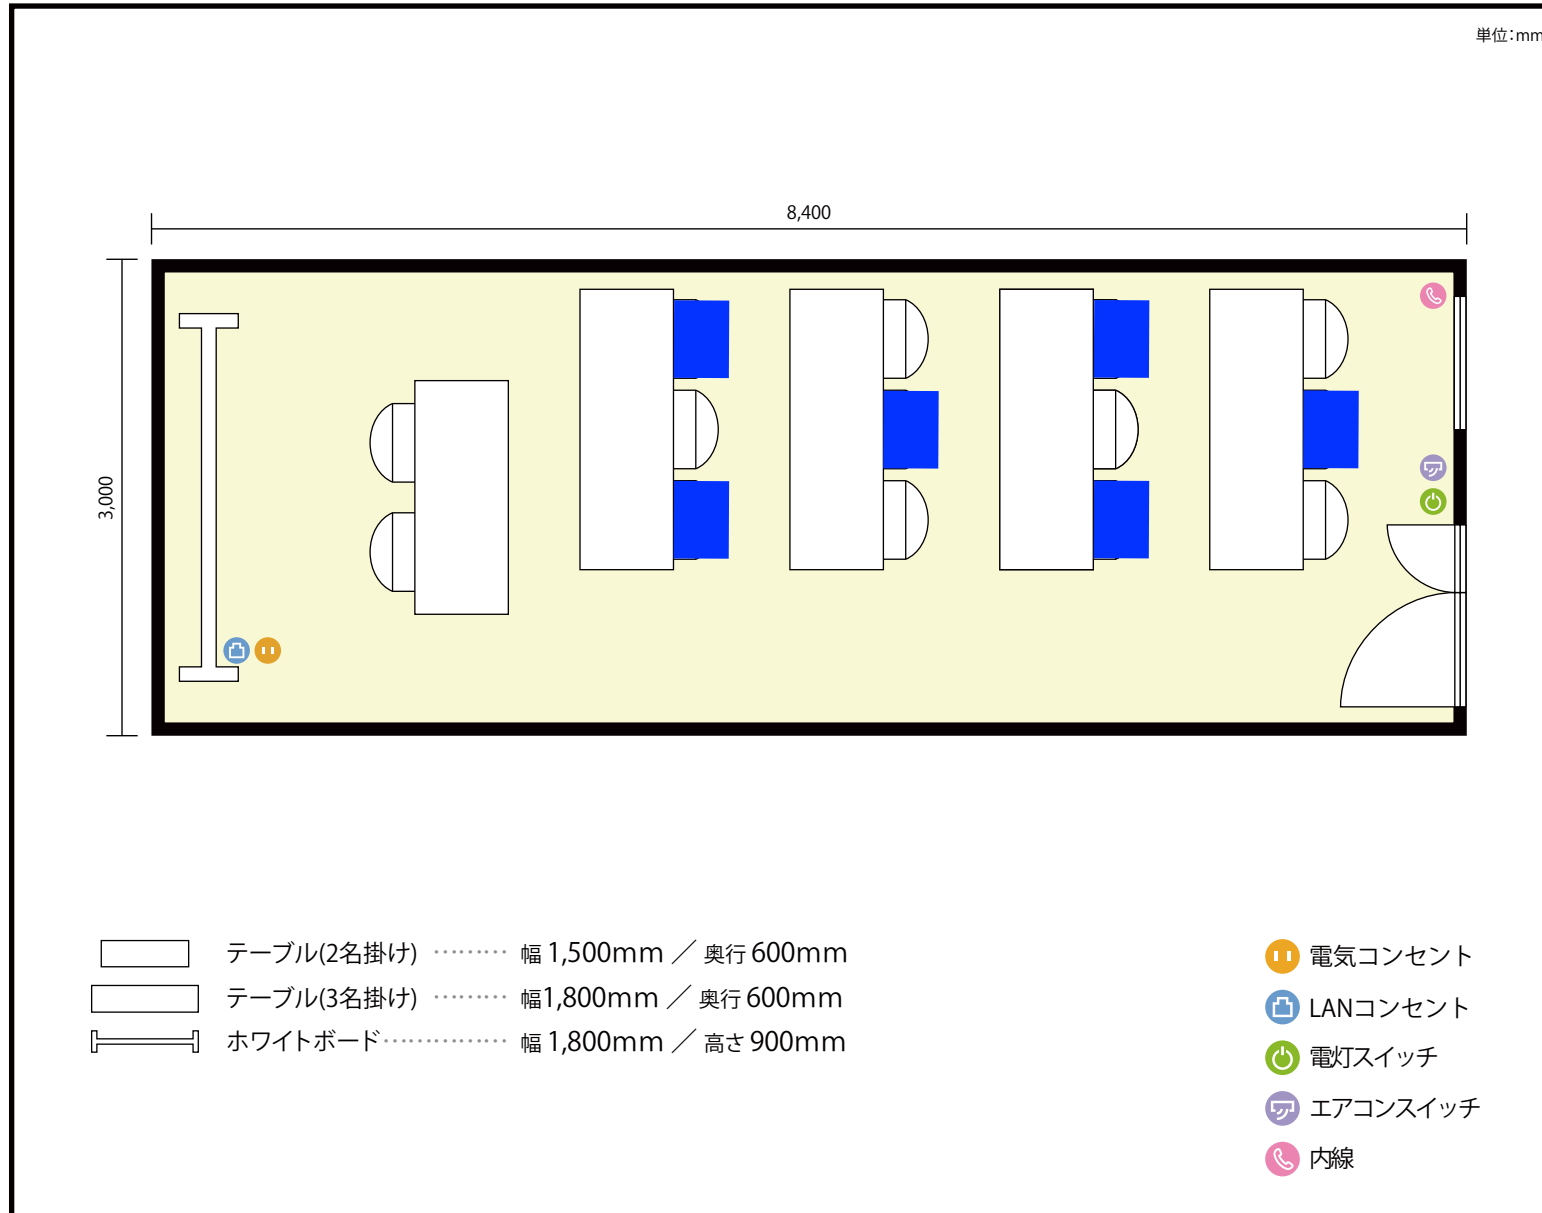 単位:mm
8,400
3,000
テーブル(2名掛け) ········· 幅 1,500mm ／ 奥行 600mm
テーブル(3名掛け) ········· 幅1,800mm ／ 奥行 600mm
ホワイトボード··············· 幅 1,800mm ／ 高さ 900mm
電気コンセント
LANコンセント
電灯スイッチ
エアコンスイッチ
内線